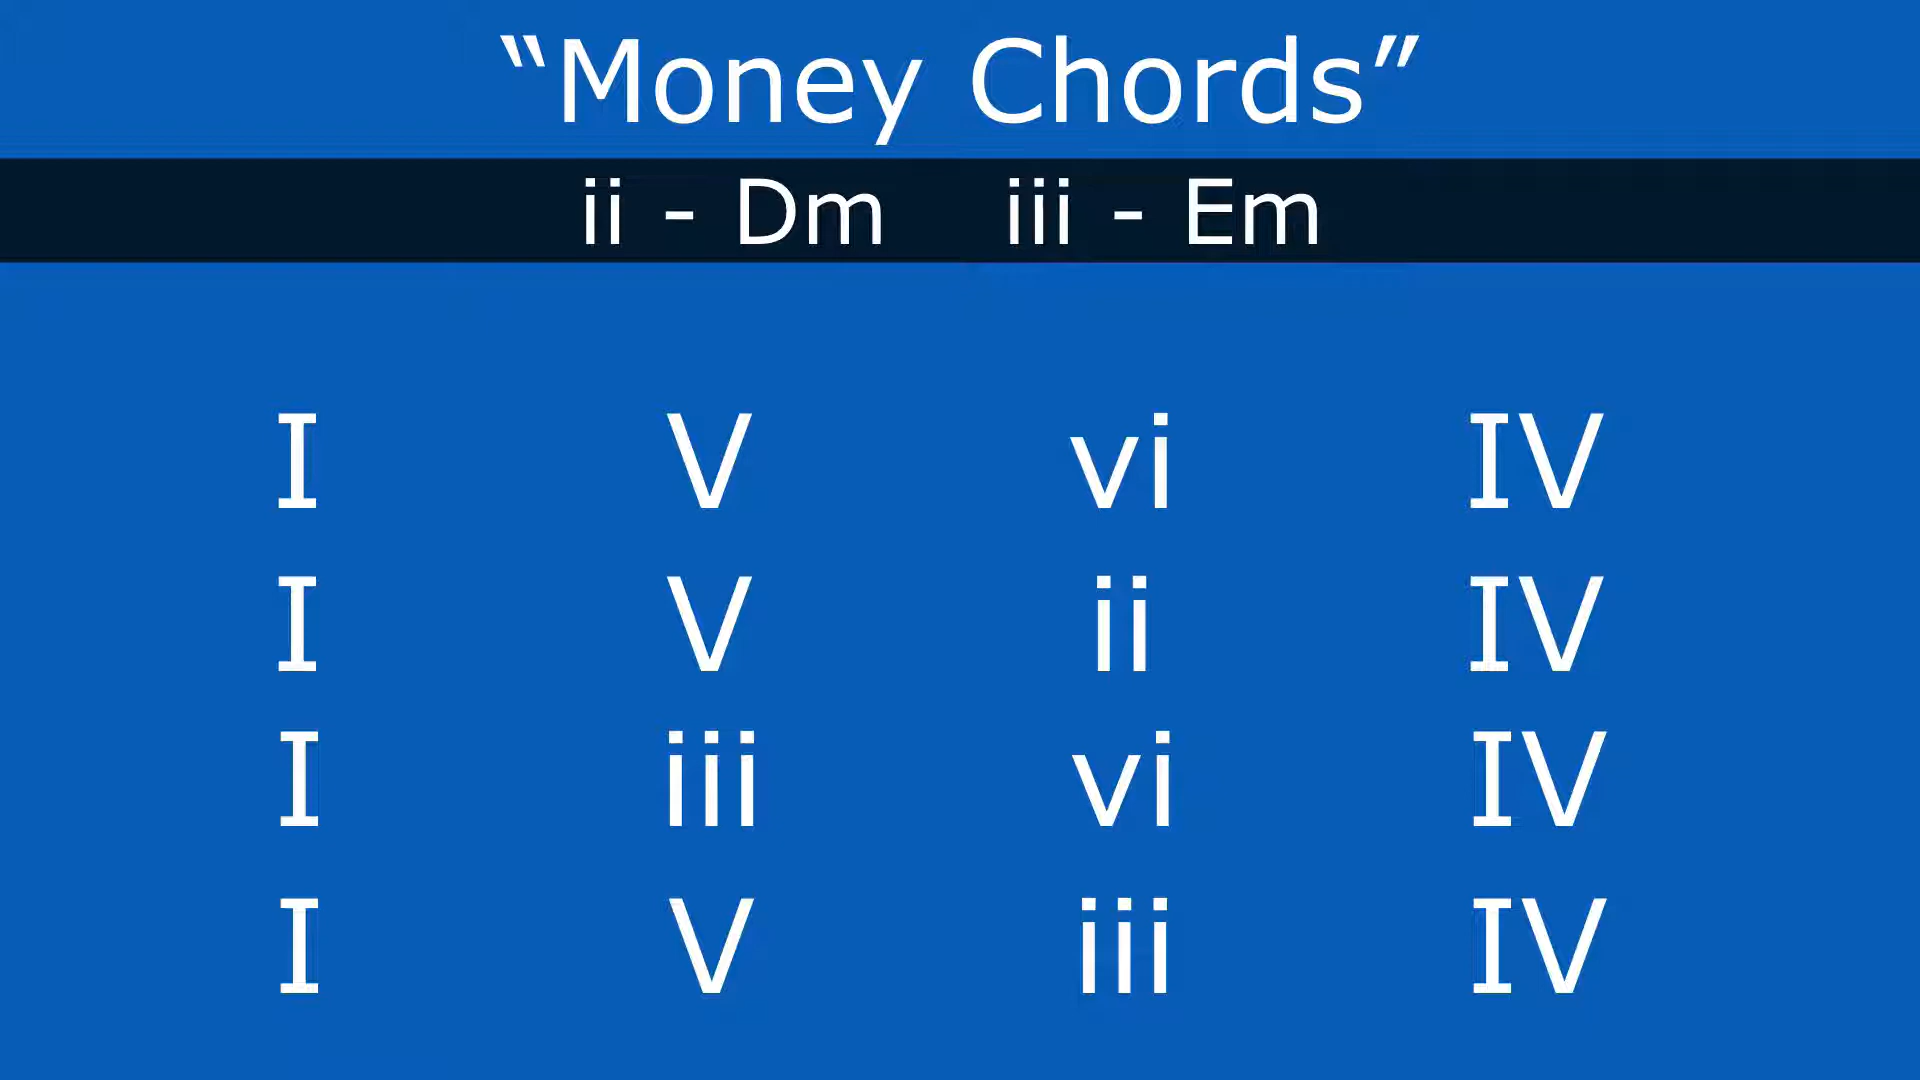 “Money Chords”
ii - Dm iii - Em
I V vi IV
I V ii IV
I iii vi IV
I V iii IV